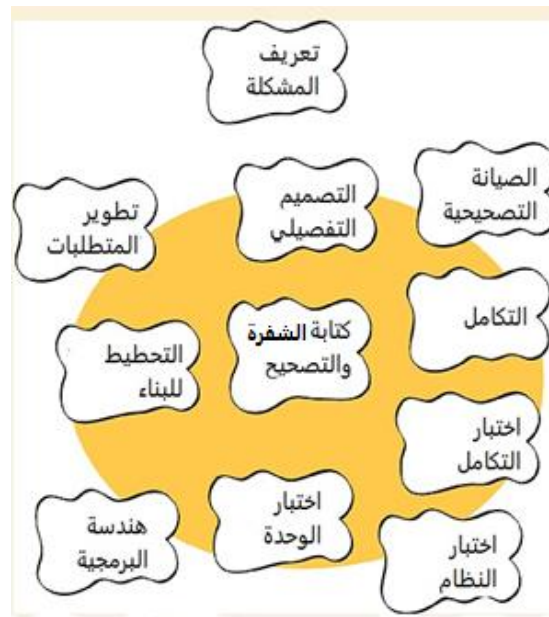 تعريف
المشكلة
الصيانة
التصحيحية
التصميم
التفصيلي
تطوير
المتطلبات
التكامل
كتابة الشفرة
والتصحيح
التحطيط
للبناء
اختبار
التكامل
اختبار
الوحدة
هندسة
البرمجية
اختبار
النظام